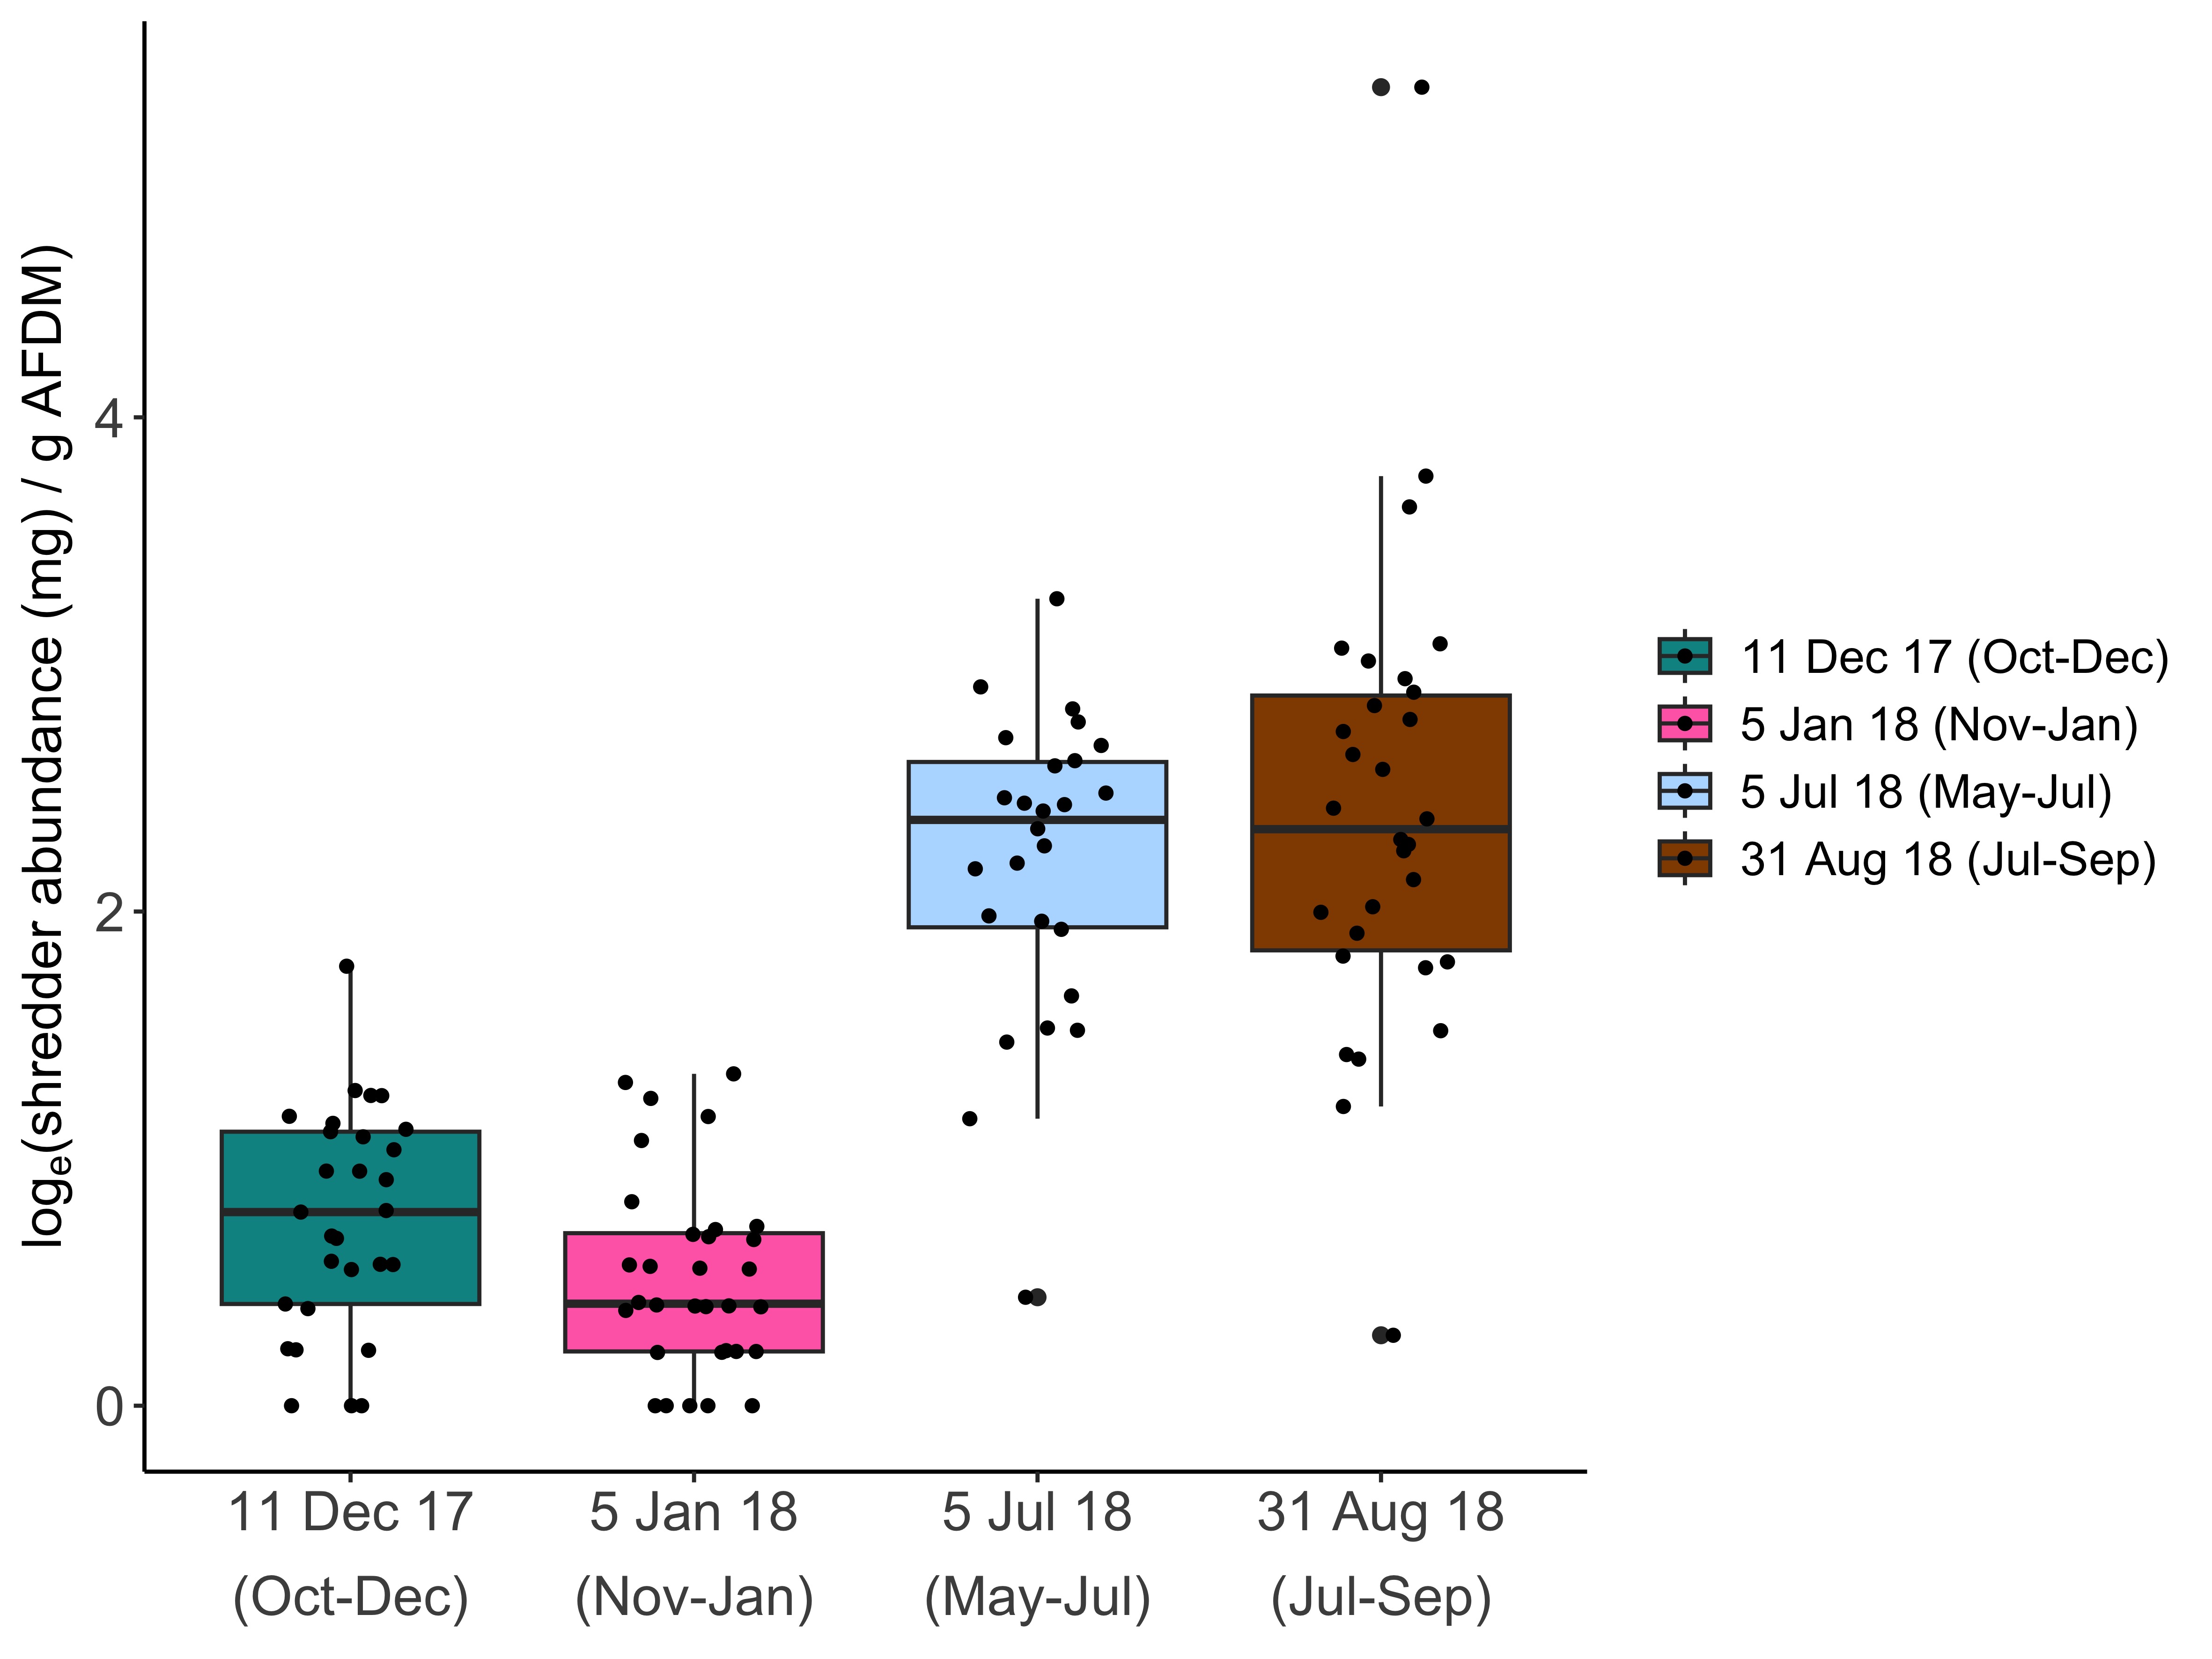 logₑ(shredder abundance (mg) / g AFDM)
4
2
0
11 Dec 17
(Oct-Dec)
5 Jan 18
(Nov-Jan)
5 Jul 18
(May-Jul)
31 Aug 18
(Jul-Sep)
11 Dec 17 (Oct-Dec)
5 Jan 18 (Nov-Jan)
5 Jul 18 (May-Jul)
31 Aug 18 (Jul-Sep)